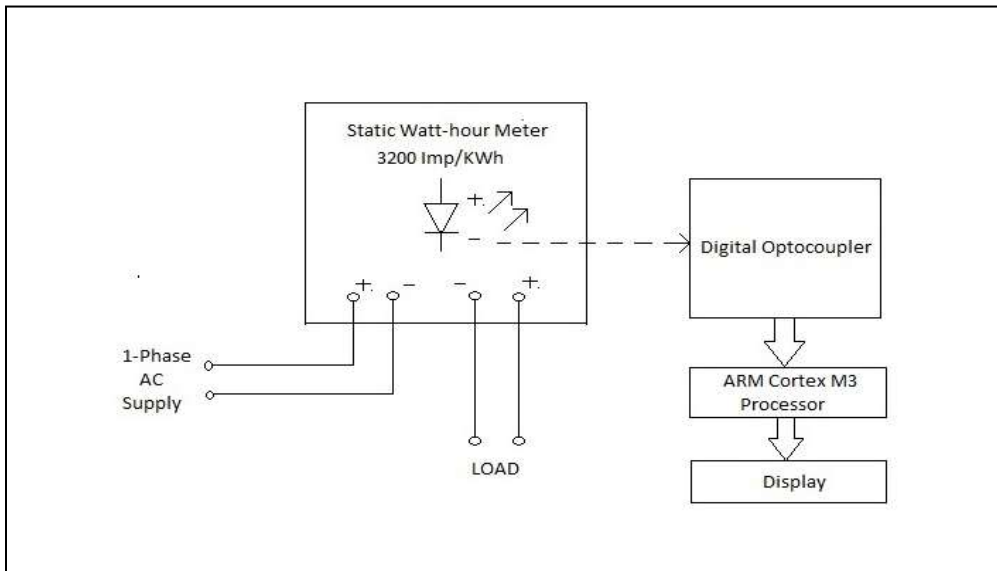 Static Watt-hour Meter
3200 Imp/KWh
+
-
+ - - +
Digital Optocoupler
1-Phase
AC
Supply
LOAD
ARM Cortex M3
Processor
Display